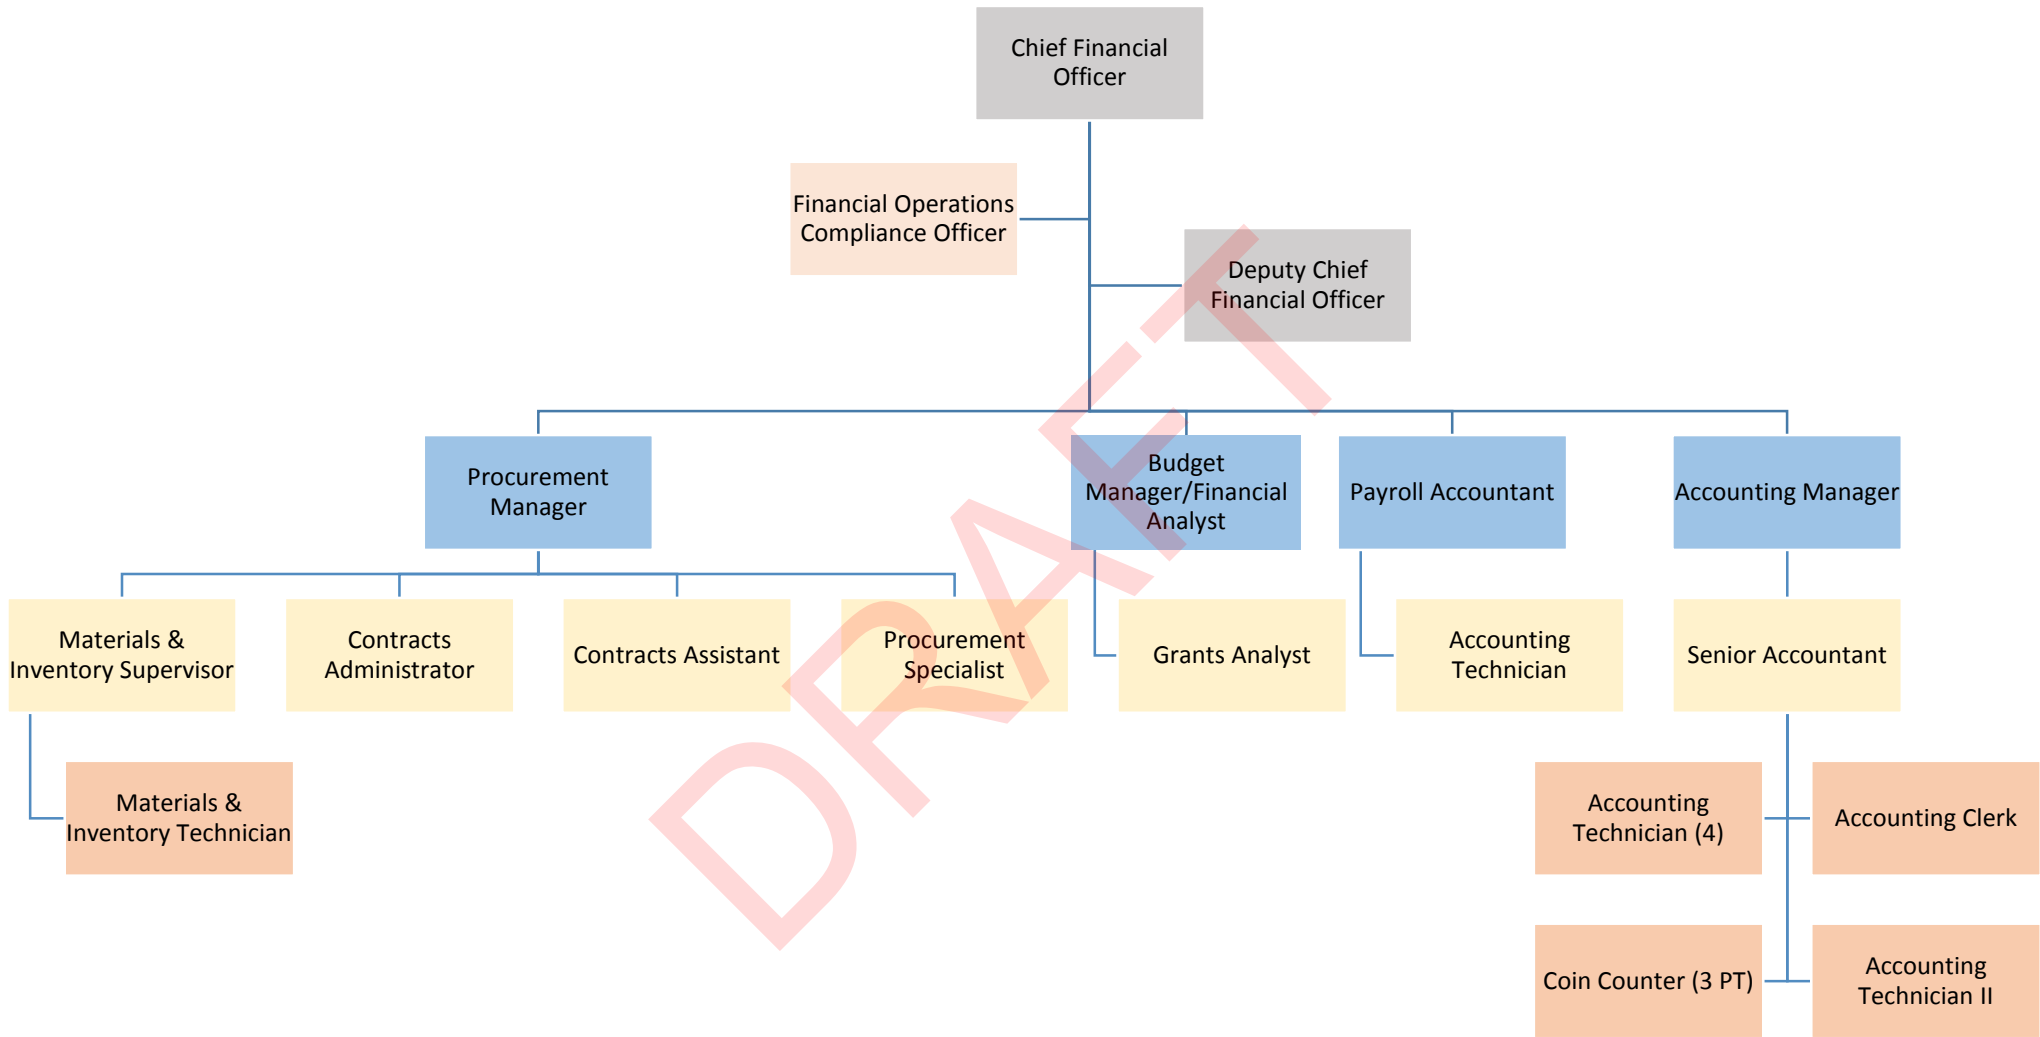 Chief Financial
Officer
Financial Operations
Compliance Officer
Deputy Chief
Financial Officer
Procurement
Manager
Budget
Manager/Financial
Analyst
Payroll Accountant
Accounting Manager
Materials &
Inventory Supervisor
Contracts
Administrator
Contracts Assistant
Procurement
Specialist
Grants Analyst
Accounting
Technician
Senior Accountant
Materials &
Inventory Technician
Accounting
Technician (4)
Accounting Clerk
Coin Counter (3 PT)
Accounting
Technician II
DRAFT